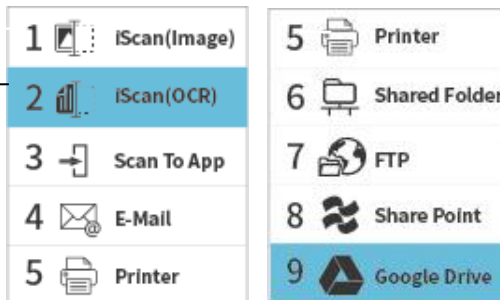 1 iScan(Image)
2 iScan(OCR)
3 Scan To App
4 E-Mail
5 Printer
5 Printer
6 Shared Folder
7 FTP
8 Share Point
9 Google Drive